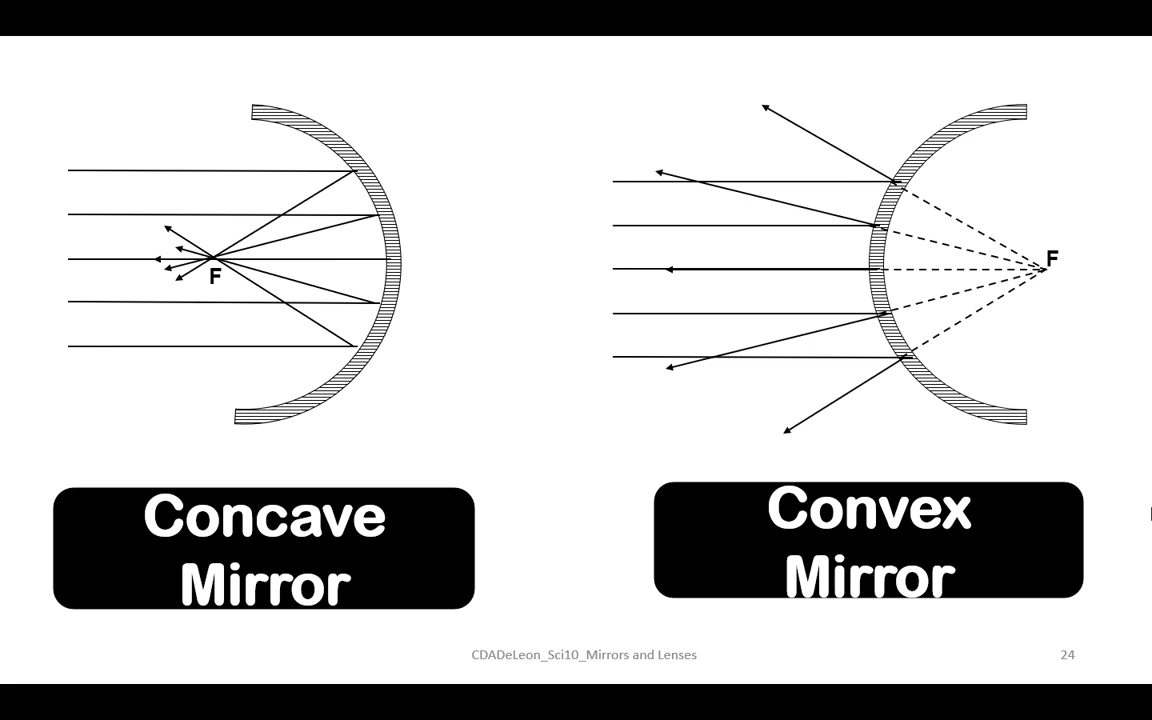 F
F
Concave
Mirror
Convex
Mirror
CDADeLeon_Sci10_Mirrors and Lenses
24